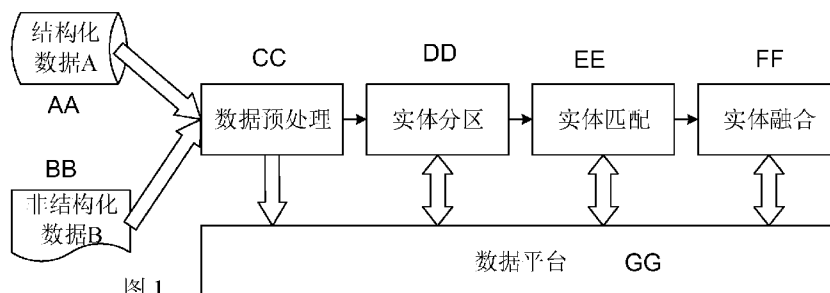 结构化
数据A
AA
BB
非结构化
数据B
CC
数据预处理
DD
实体分区
EE
实体匹配
FF
实体融合
数据平台 GG
图 1